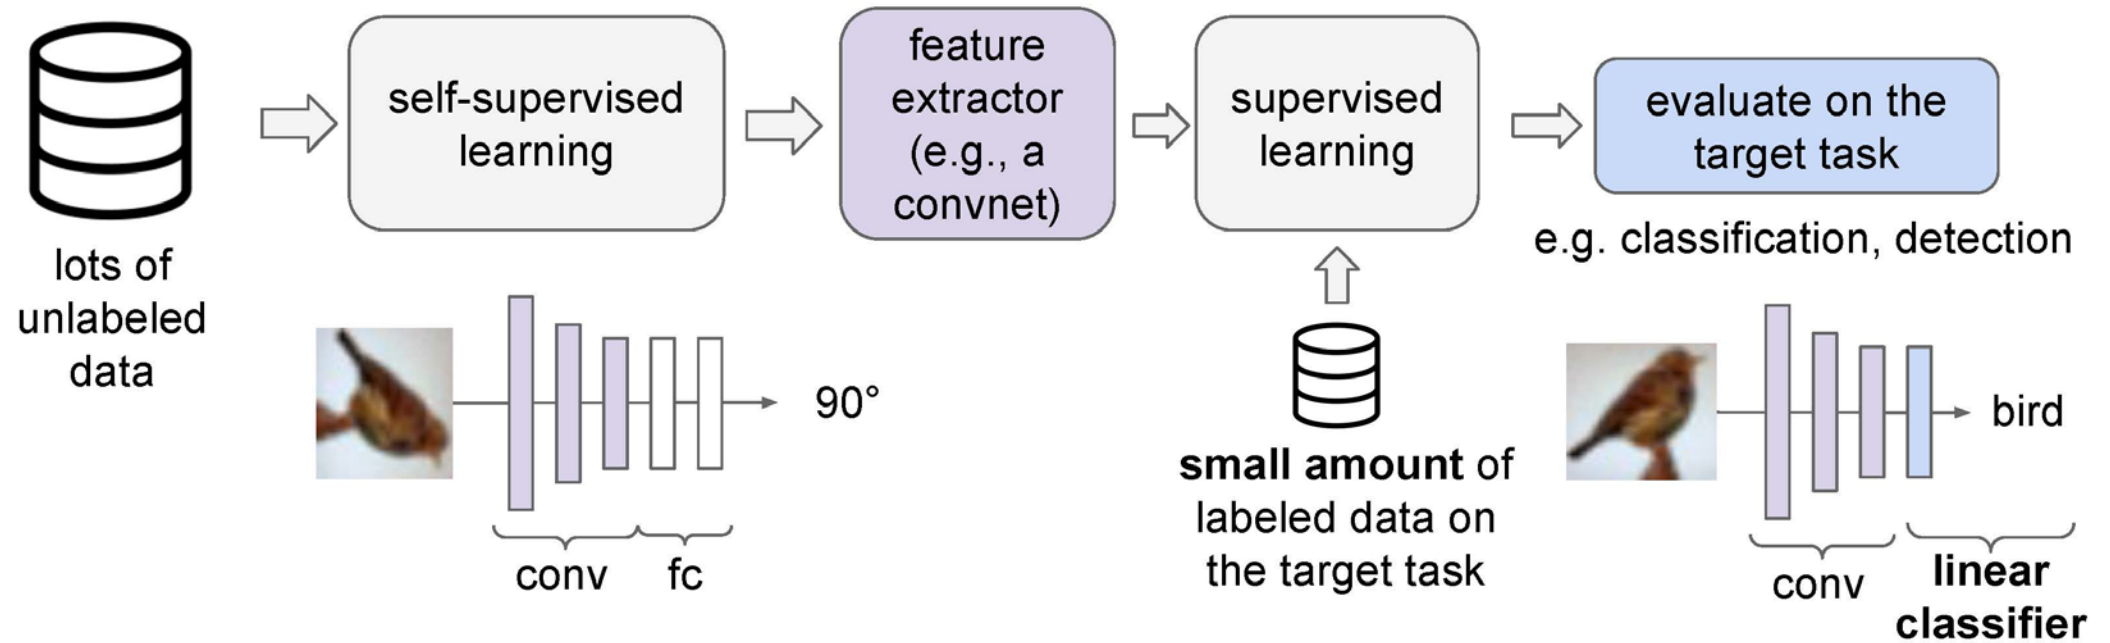 lots of
unlabeled
data
self-supervised
learning
feature
extractor
(e.g., a
convnet)
supervised
learning
evaluate on the
target task
e.g. classification, detection
90°
conv
fc
small amount of
labeled data on
the target task
bird
conv
linear
classifier